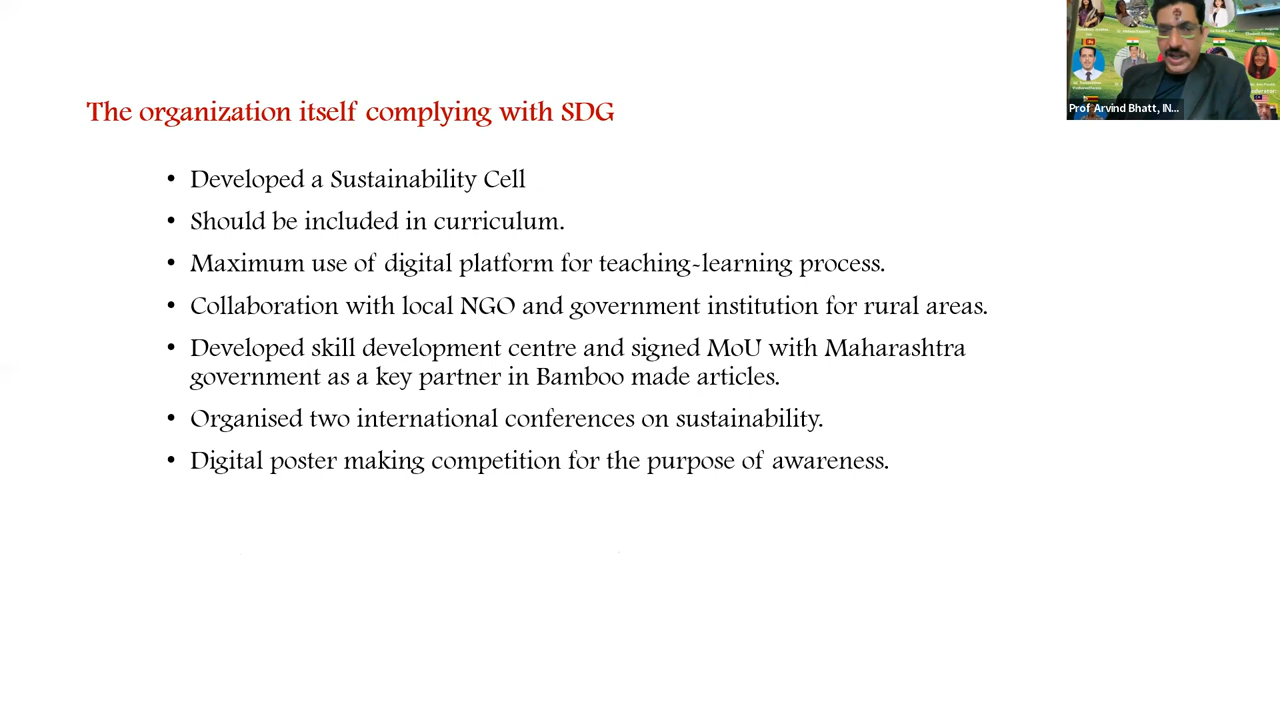 The organization itself complying with SDG
• Developed a Sustainability Cell
• Should be included in curriculum.
• Maximum use of digital platform for teaching-learning process.
• Collaboration with local NGO and government institution for rural areas.
• Developed skill development centre and signed MoU with Maharashtra
government as a key partner in Bamboo made articles.
• Organised two international conferences on sustainability.
• Digital poster making competition for the purpose of awareness.
Prof Arvind Bhatt, IN...